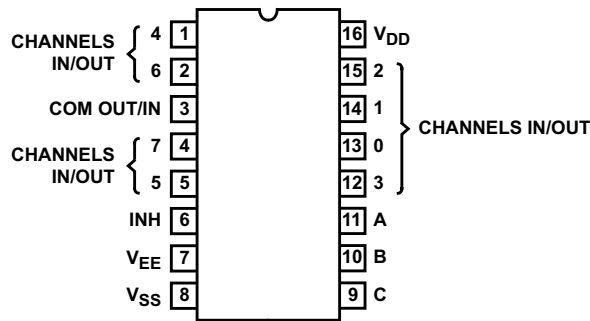 CHANNELS IN/OUT
4 1
6 2
COM OUT/IN 3
CHANNELS IN/OUT
7 4
5 5
INH 6
VEE 7
VSS 8
16 VDD
15 2
14 1
13 0
12 3
CHANNELS IN/OUT
11 A
10 B
9 C